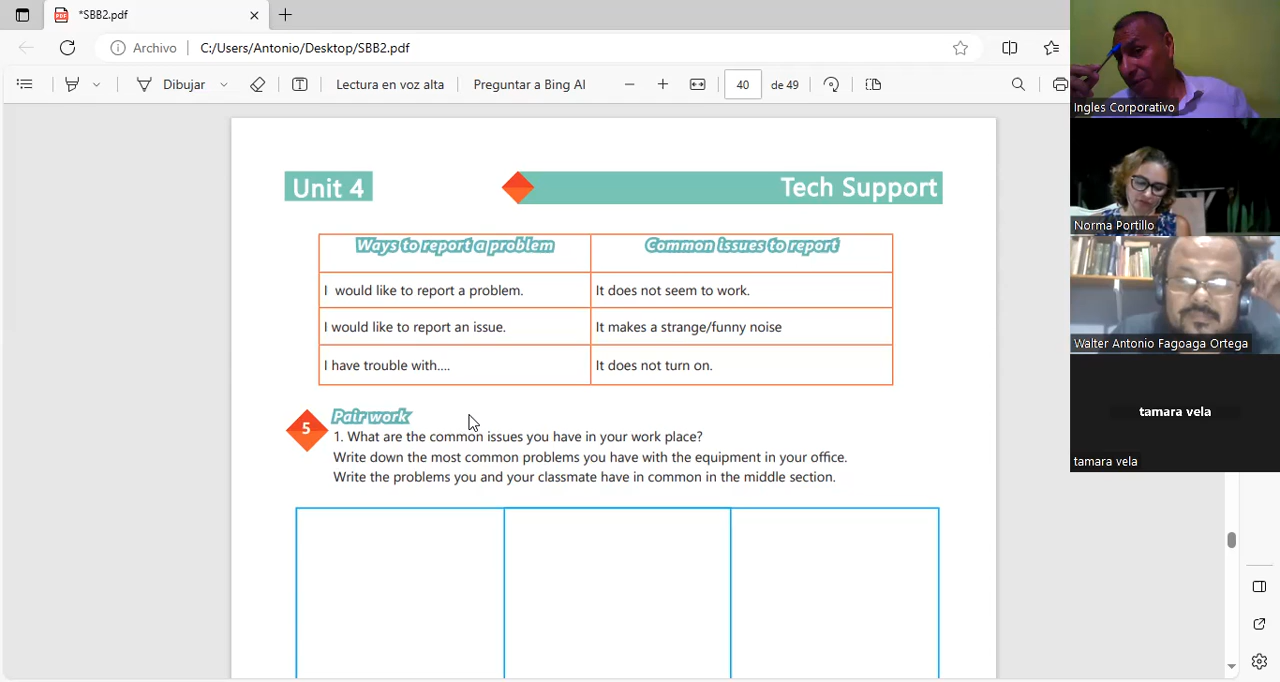 *SBB2.pdf
Archivo C:/Users/Antonio/Desktop/SBB2.pdf
Dibujar Lectura en voz alta Preguntar a Bing AI 40 de 49
Unit 4 Tech Support
Ways to report a problem Common issues to report
I would like to report a problem. It does not seem to work.
I would like to report an issue. It makes a strange/funny noise
I have trouble with.... It does not turn on.
5 Pair work
1. What are the common issues you have in your work place?
Write down the most common problems you have with the equipment in your office.
Write the problems you and your classmate have in common in the middle section.
Ingles Corporativo
Norma Portillo
Walter Antonio Fagoaga Ortega
tamara vela
tamara vela